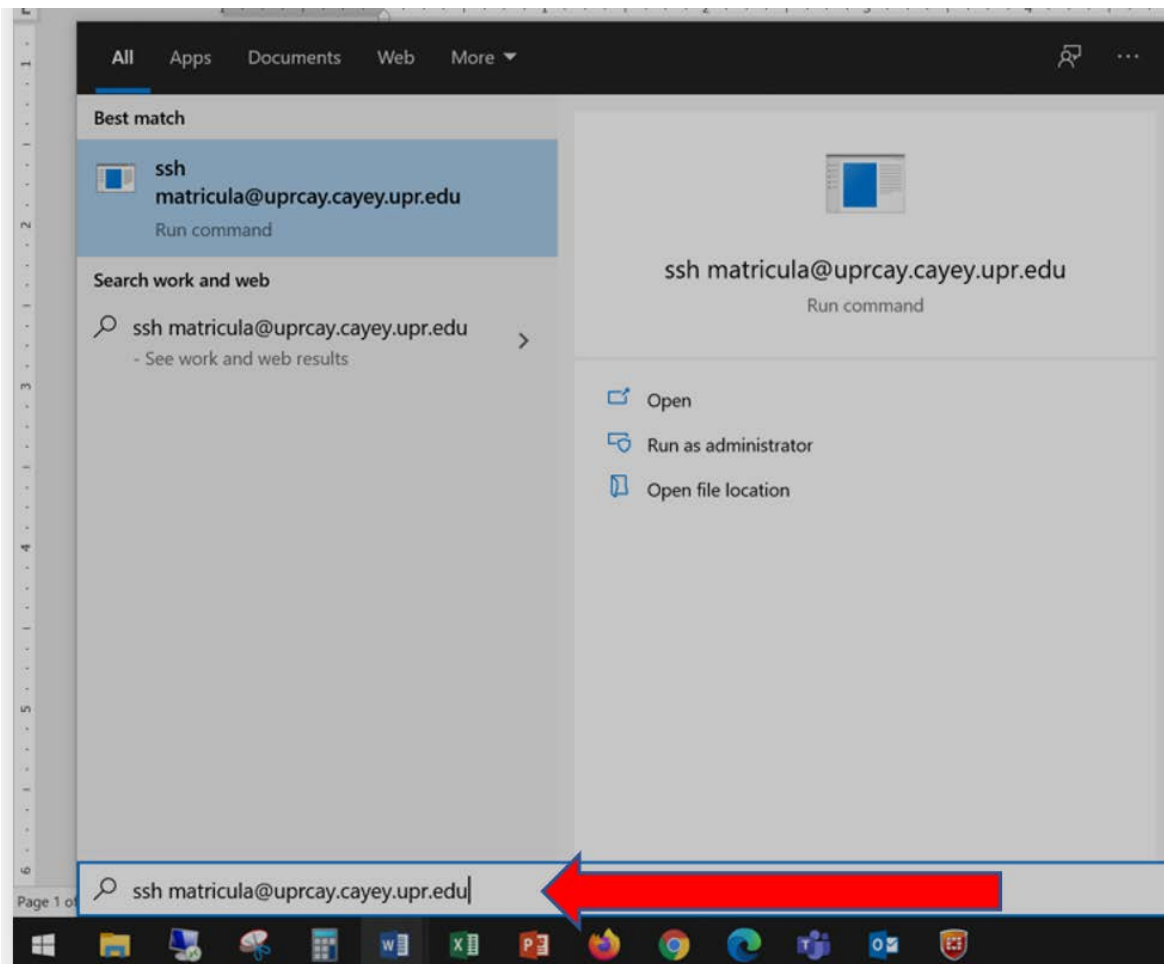 All Apps Documents Web More
Best match
ssh
matricula@uprcay.cayey.upr.edu
Run command
Search work and web
ssh matricula@uprcay.cayey.upr.edu
- See work and web results
ssh matricula@uprcay.cayey.upr.edu
Run command
Open
Run as administrator
Open file location
ssh matricula@uprcay.cayey.upr.edu
Page 1 of